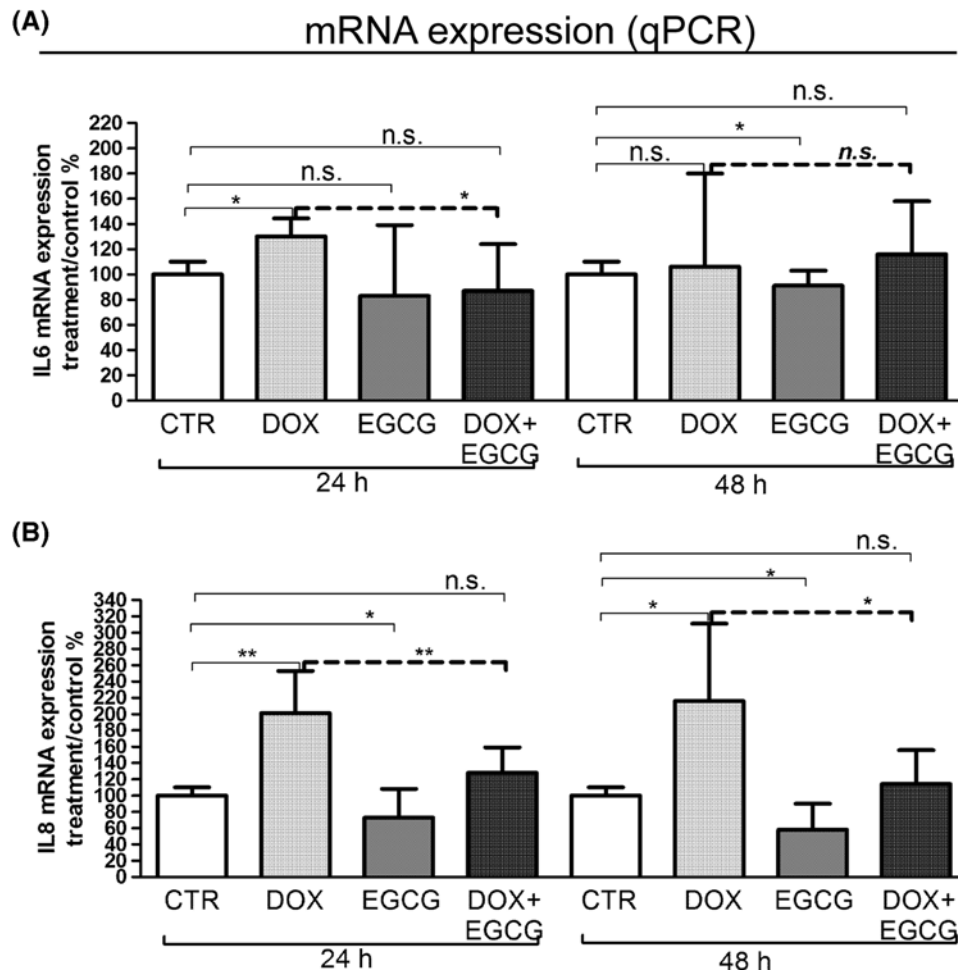 (A)
mRNA expression (qPCR)
n.s.
n.s. * n.s.
n.s. n.s. n.s.
* *
IL6 mRNA expression
treatment/control %
220
200
180
160
140
120
100
80
60
40
20
0
CTR DOX EGCG DOX+ CTR DOX EGCG DOX+
EGCG EGCG
24 h 48 h
(B)
n.s.
n.s. *
* * *
** **
IL8 mRNA expression
treatment/control %
340
320
300
280
260
240
220
200
180
160
140
120
100
80
60
40
20
0
CTR DOX EGCG DOX+ CTR DOX EGCG DOX+
EGCG EGCG
24 h 48 h